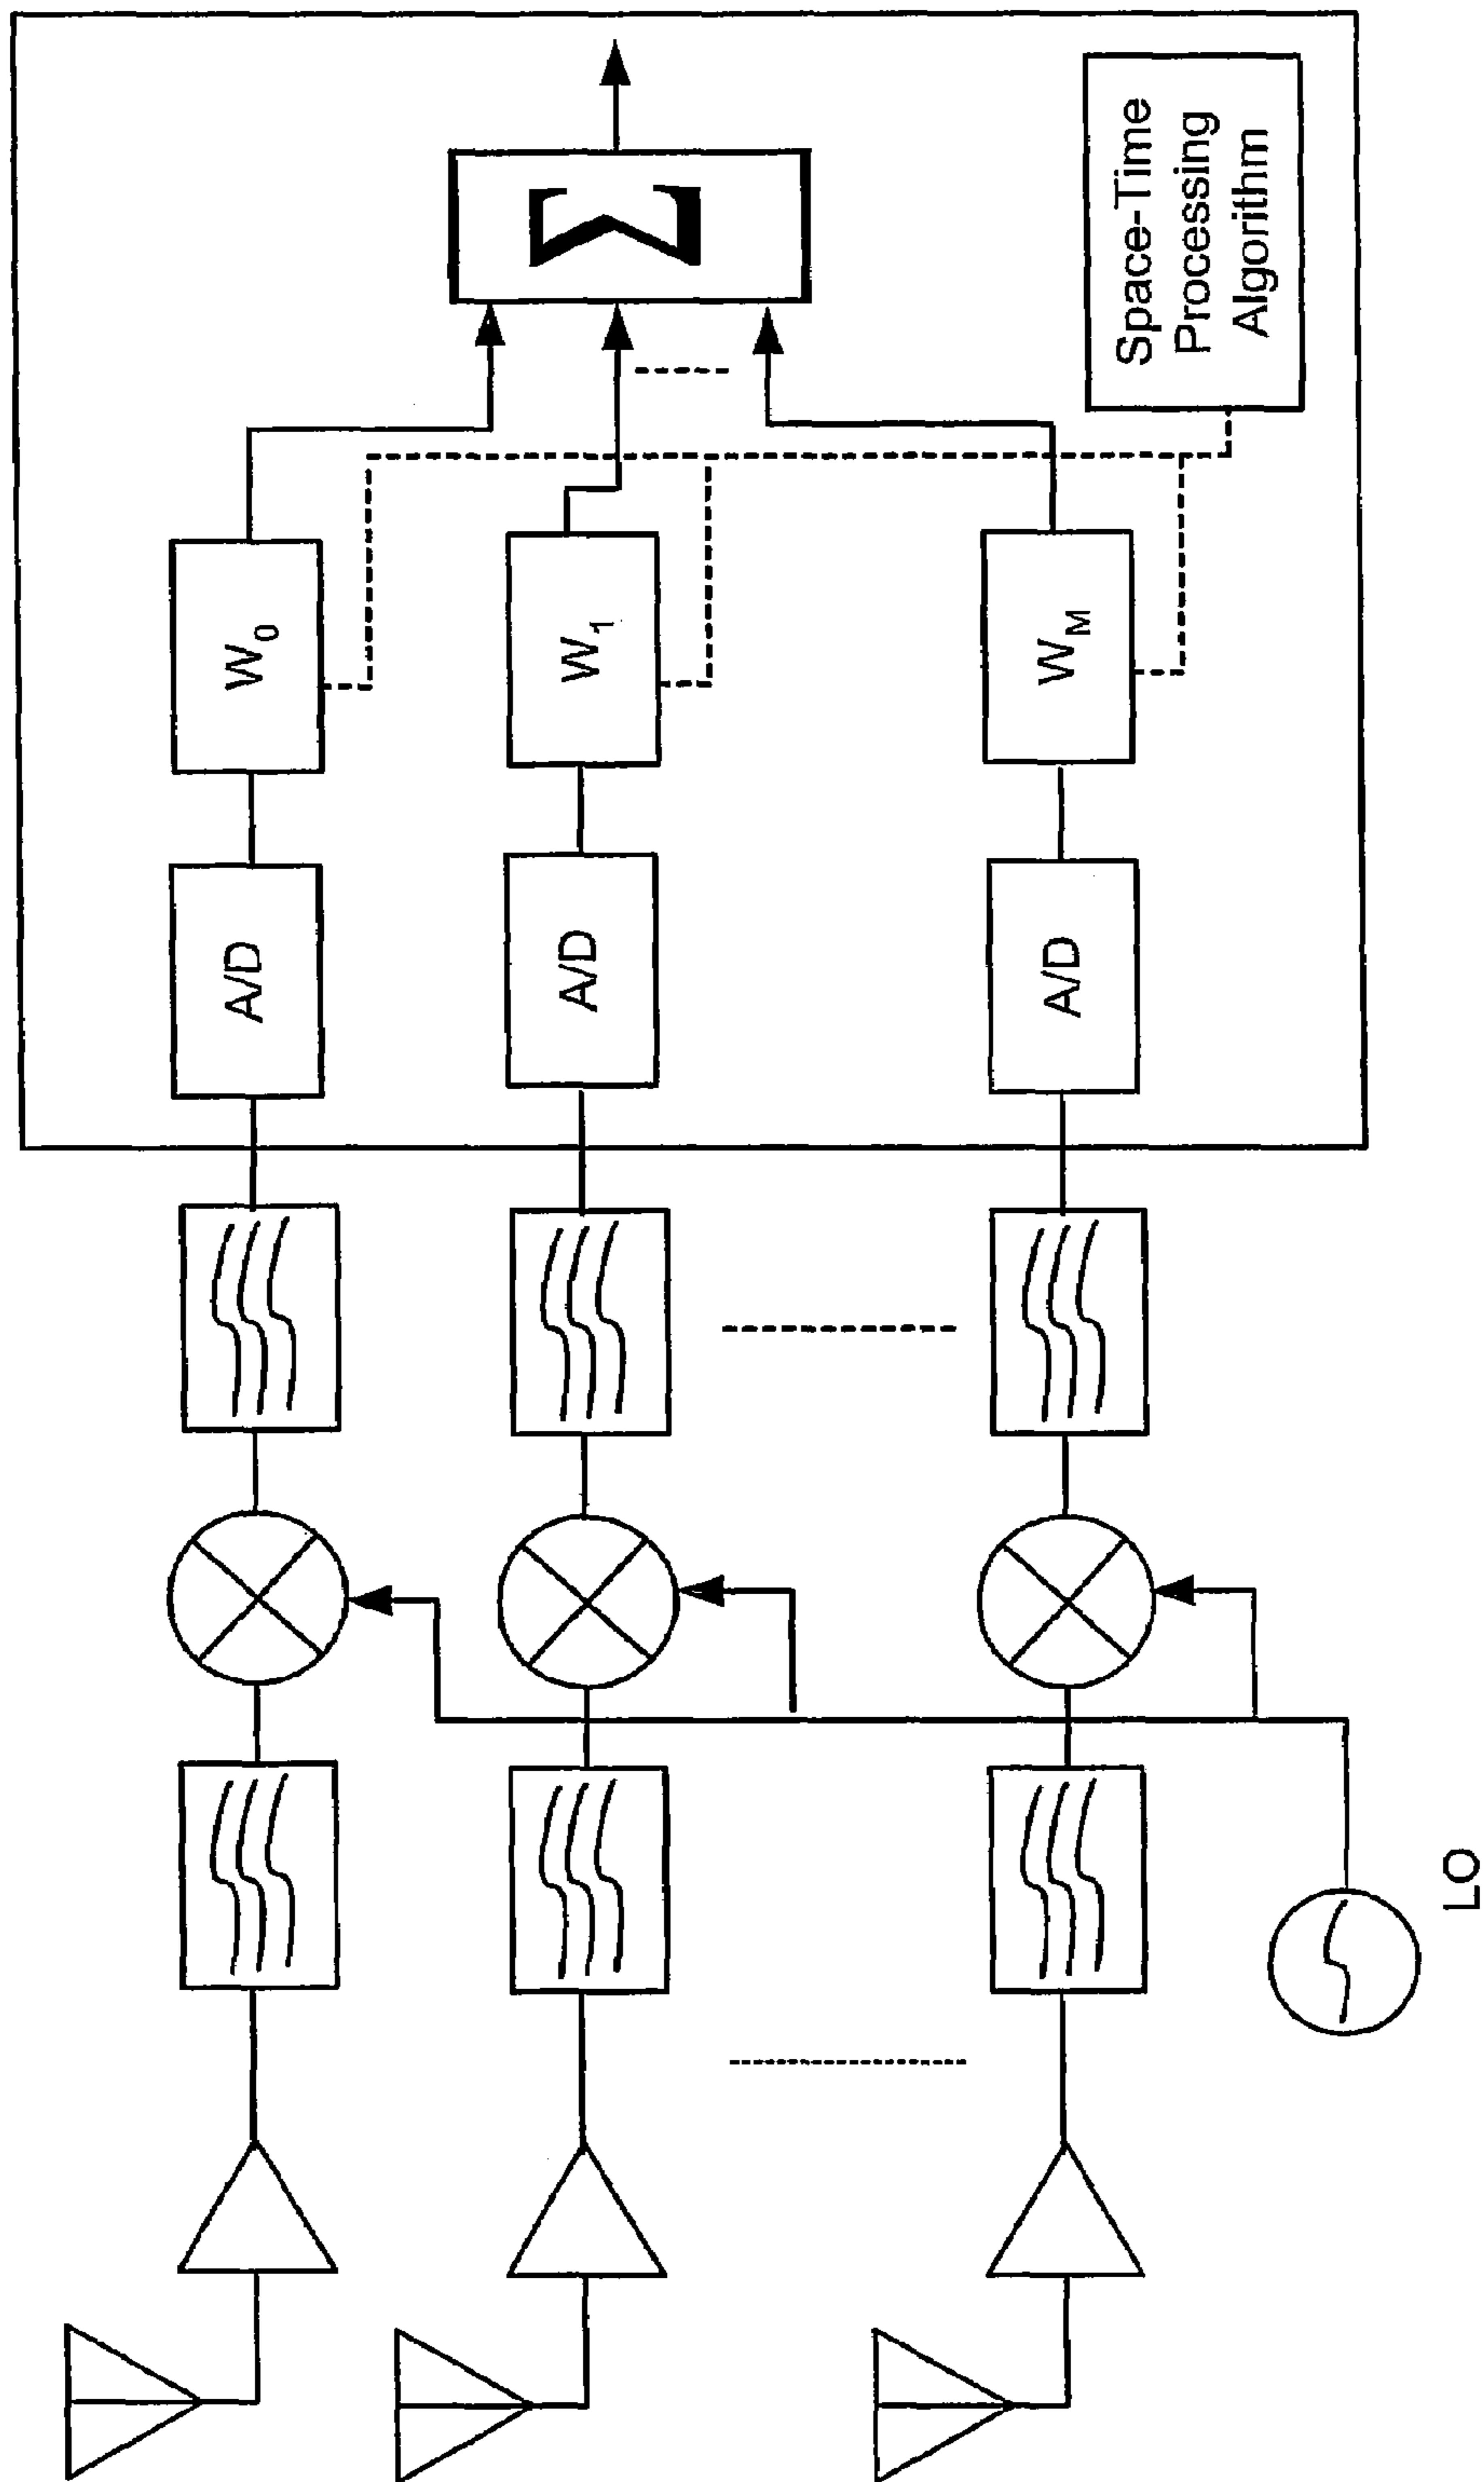 A/D
W0
A/D
W1
A/D
WM
Σ
Space-Time
Processing
Algorithm
LO